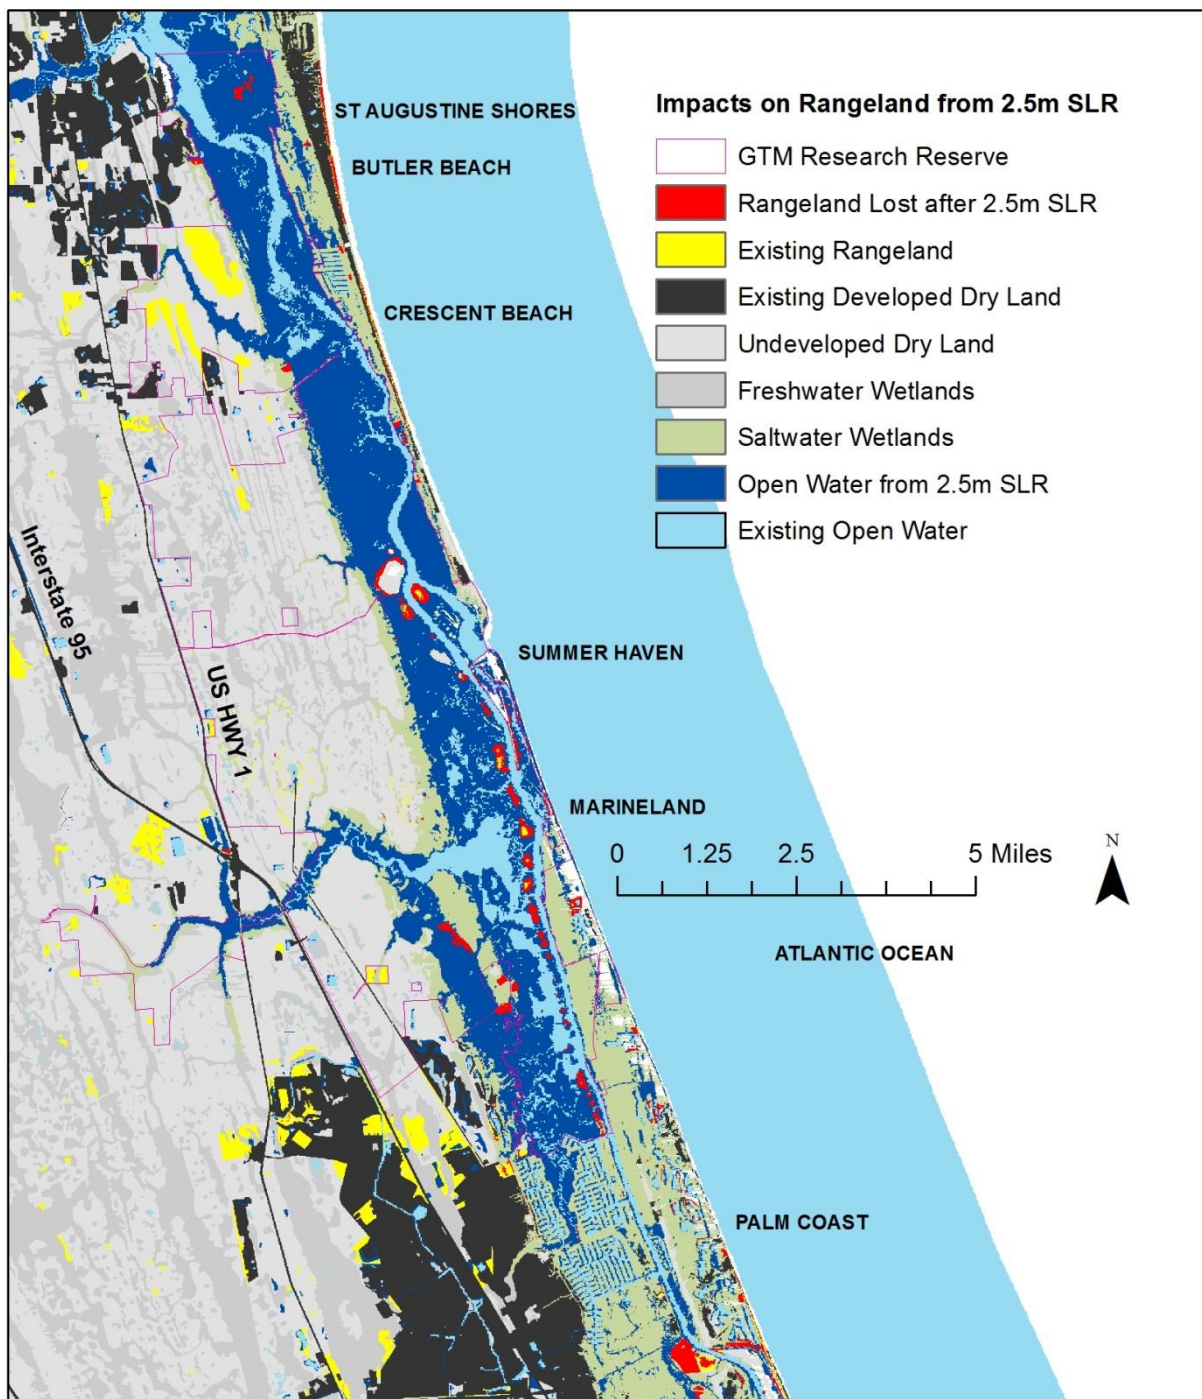 ST AUGUSTINE SHORES
BUTLER BEACH
CRESCENT BEACH
SUMMER HAVEN
MARINELAND
ATLANTIC OCEAN
PALM COAST
Interstate 95
US HWY 1
Impacts on Rangeland from 2.5m SLR
GTM Research Reserve
Rangeland Lost after 2.5m SLR
Existing Rangeland
Existing Developed Dry Land
Undeveloped Dry Land
Freshwater Wetlands
Saltwater Wetlands
Open Water from 2.5m SLR
Existing Open Water
0 1.25 2.5 5 Miles
N